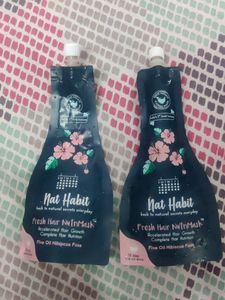 Nat Habit
back to natural secrets everyday
Fresh Hair NutriMask
Accelerated Hair Growth
Complete Hair Nutrition
Five Oil Hibiscus Paste
Nat Habit
back to natural secrets everyday
Fresh Hair NutriMask
Accelerated Hair Growth
Complete Hair Nutrition
Five Oil Hibiscus Paste